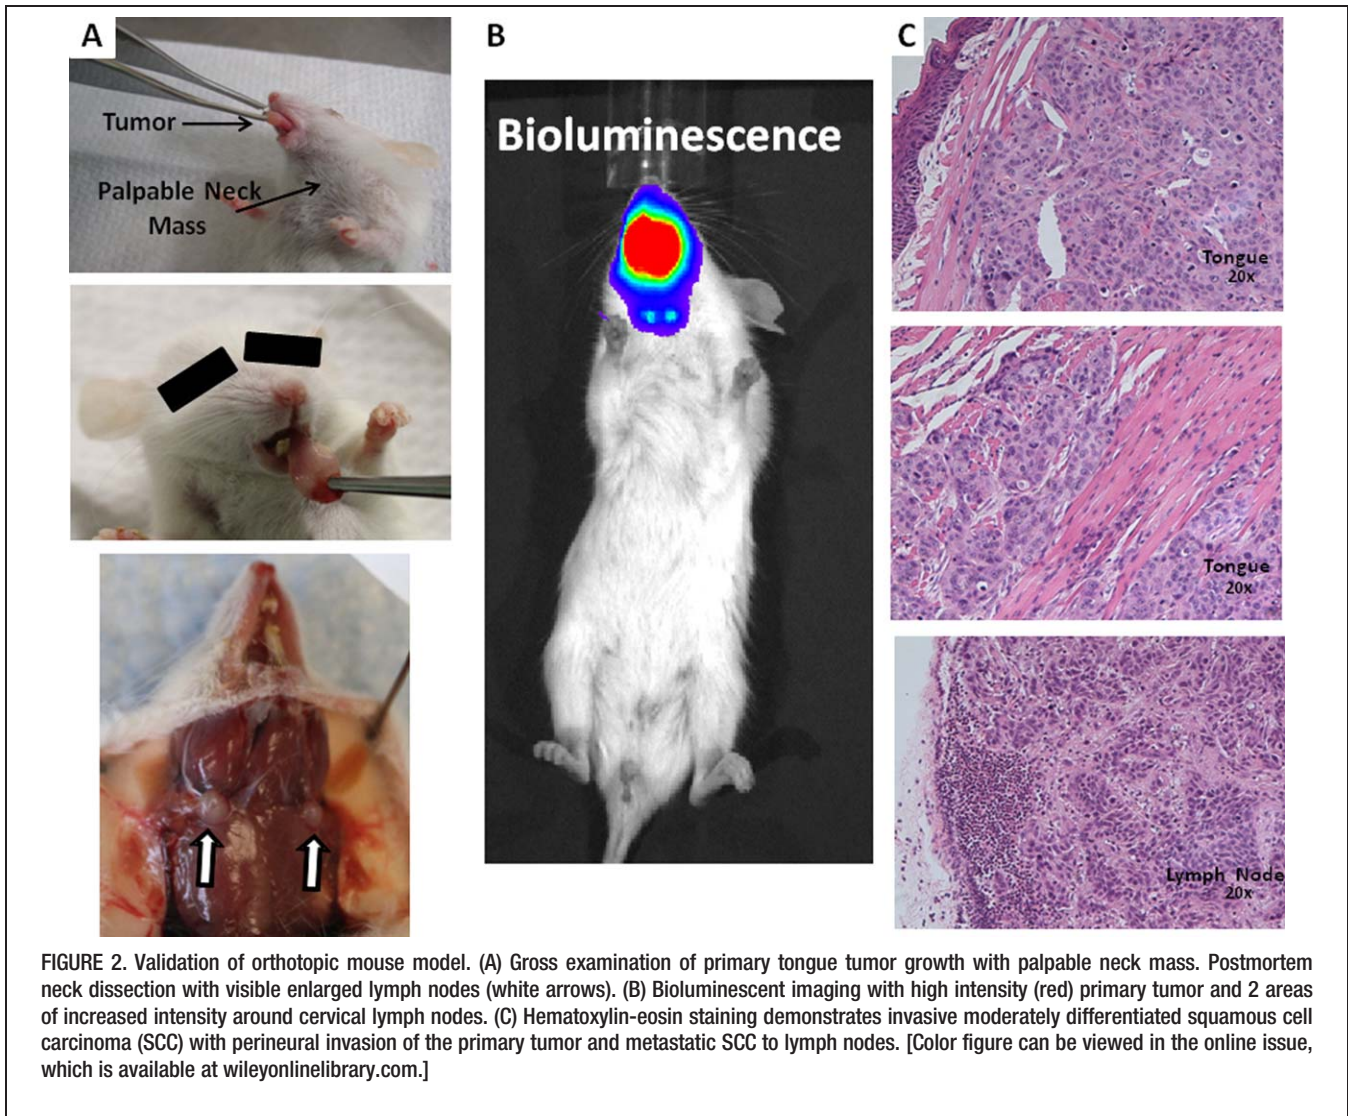 A
Tumor
Palpable Neck
Mass
B
Bioluminescence
C
Tongue
20x
Tongue
20x
Lymph Node
20x
FIGURE 2. Validation of orthotopic mouse model. (A) Gross examination of primary tongue tumor growth with palpable neck mass. Postmortem
neck dissection with visible enlarged lymph nodes (white arrows). (B) Bioluminescent imaging with high intensity (red) primary tumor and 2 areas
of increased intensity around cervical lymph nodes. (C) Hematoxylin-eosin staining demonstrates invasive moderately differentiated squamous cell
carcinoma (SCC) with perineural invasion of the primary tumor and metastatic SCC to lymph nodes. [Color figure can be viewed in the online issue,
which is available at wileyonlinelibrary.com.]